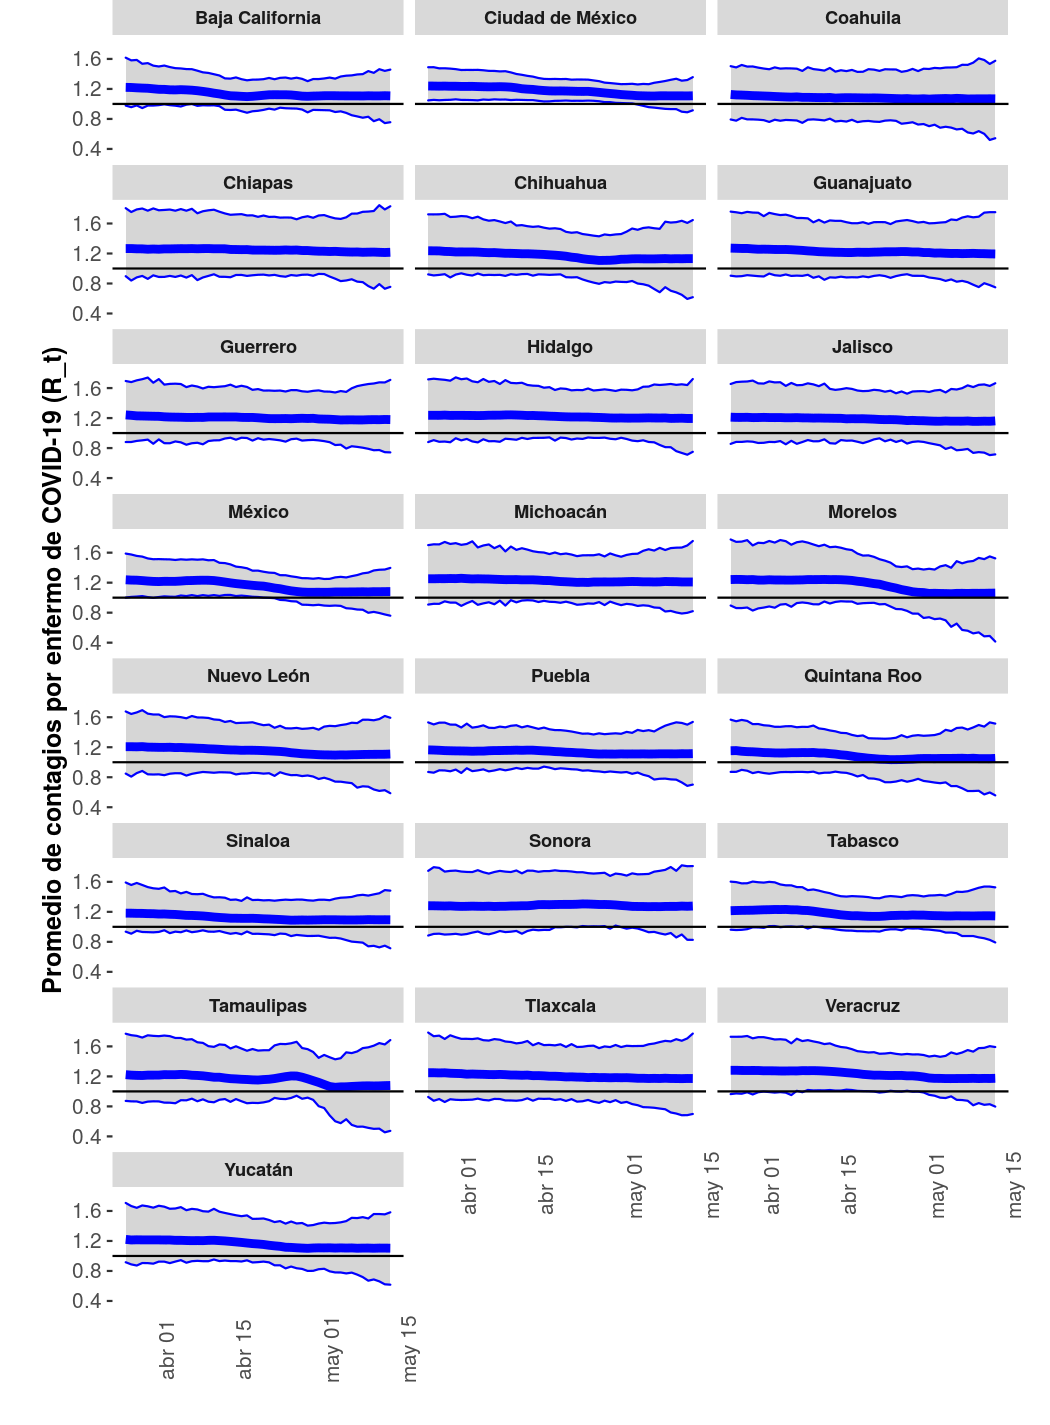 Promedio de contagios por enfermo de COVID-19 (R_t)
Baja California Ciudad de México Coahuila
1.6
1.2
0.8
0.4
Chiapas Chihuahua Guanajuato
1.6
1.2
0.8
0.4
Guerrero Hidalgo Jalisco
1.6
1.2
0.8
0.4
México Michoacán Morelos
1.6
1.2
0.8
0.4
Nuevo León Puebla Quintana Roo
1.6
1.2
0.8
0.4
Sinaloa Sonora Tabasco
1.6
1.2
0.8
0.4
Tamaulipas Tlaxcala Veracruz
1.6
1.2
0.8
0.4
abr 01 abr 15 may 01 may 15 abr 01 abr 15 may 01 may 15
Yucatán
1.6
1.2
0.8
0.4
abr 01 abr 15 may 01 may 15